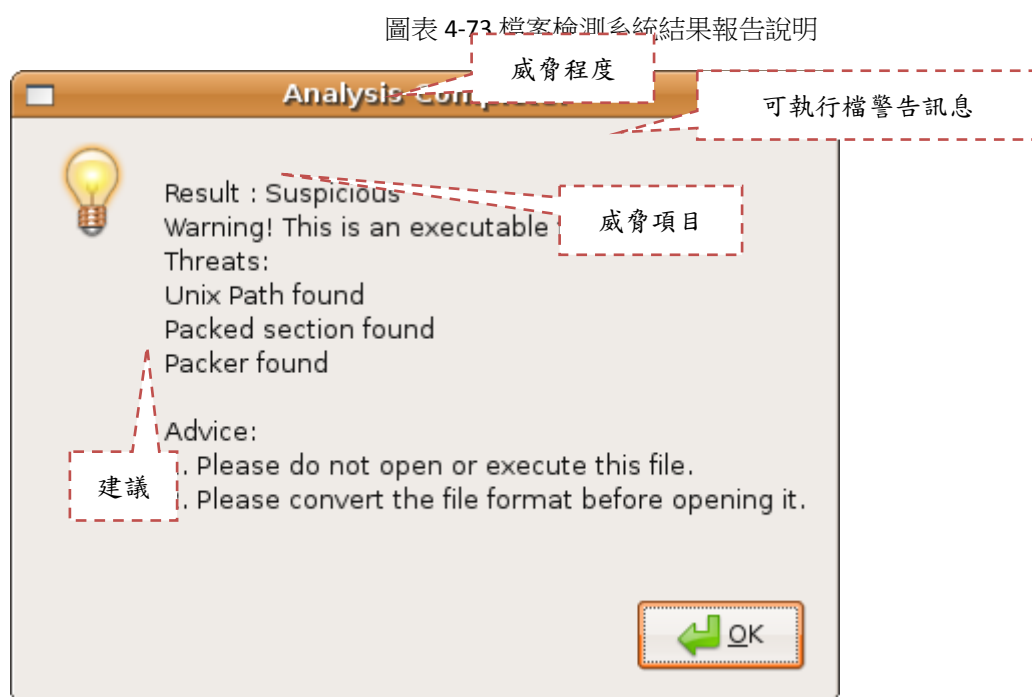 圖表 4-73 檔案檢測系統結果報告說明
威脅程度
Analysis
可執行檔警告訊息
Result : Suspicious
Warning! This is an executable
威脅項目
Threats:
Unix Path found
Packed section found
Packer found
Advice:
建議
. Please do not open or execute this file.
. Please convert the file format before opening it.
OK